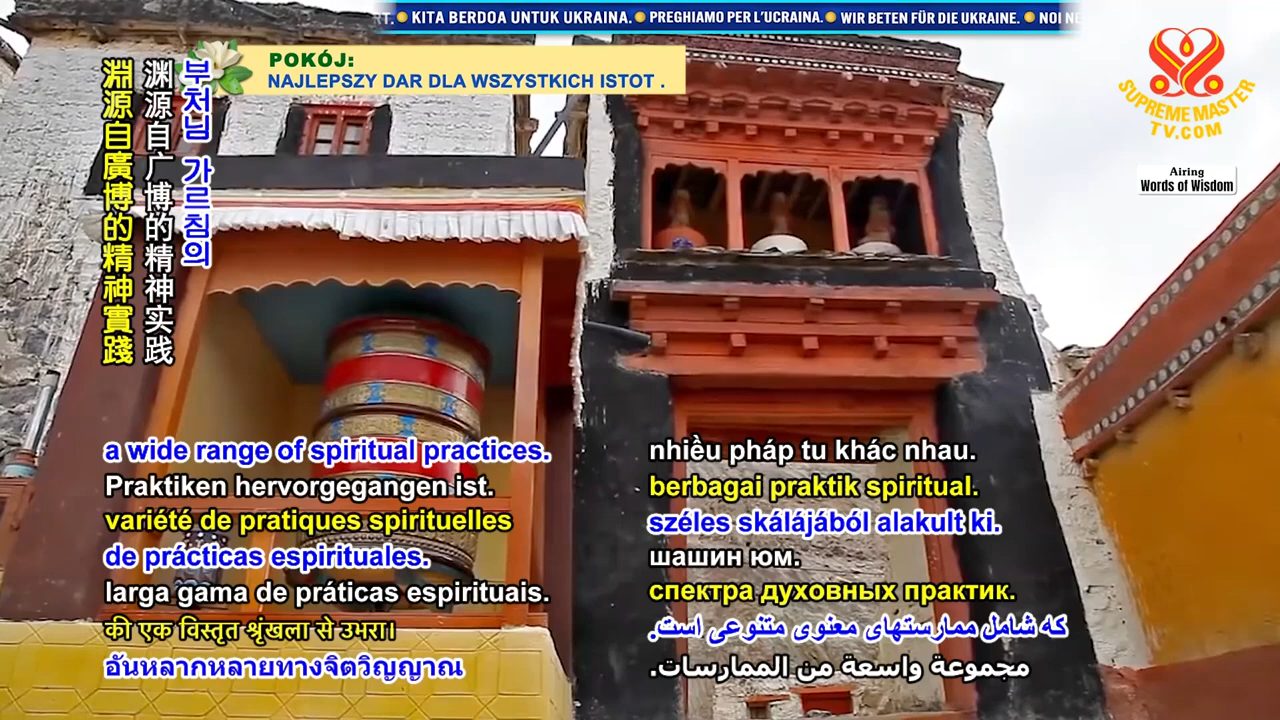 RT. KITA BERDOA UNTUK UKRAINA. PREGHIAMO PER L'UCRAINA. WIR BETEN FÜR DIE UKRAINE. NOI NE
POKÓJ:
NAJLEPSZY DAR DLA WSZYSTKICH ISTOT .
SUPREME MASTER
TV.COM
Airing
Words of Wisdom
부처님 가르침의
渊源自广博的精神实践
淵源自廣博的精神實踐
a wide range of spiritual practices.
Praktiken hervorgegangen ist.
variété de pratiques spirituelles
de prácticas espirituales.
larga gama de práticas espirituais.
की एक विस्तृत श्रृंखला से उभरा।
อันหลากหลายทางจิตวิญญาณ
nhiều pháp tu khác nhau.
berbagai praktik spiritual.
széles skálájából alakult ki.
шашин юм.
спектра духовных практик.
که شامل ممارستهای معنوی متنوعی است.
مجموعة واسعة من الممارسات.